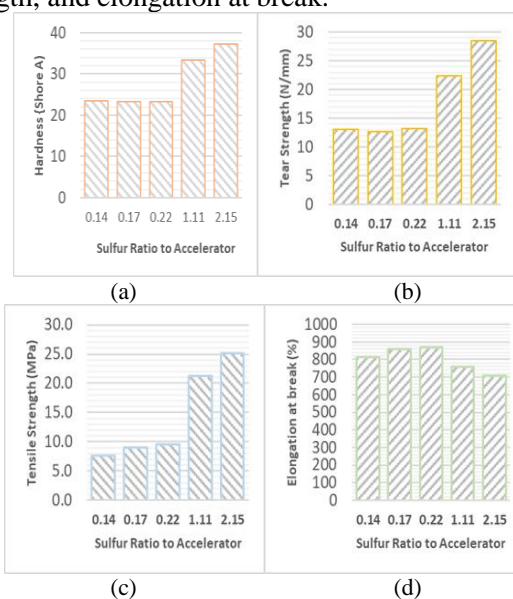 gth, and elongation at break.
40
30
20
10
0
Hardness (Shore A)
0.14 0.17 0.22 1.11 2.15
Sulfur Ratio to Accelerator
(a)
30
25
20
15
10
5
0
Tear Strength (N/mm)
0.14 0.17 0.22 1.11 2.15
Sulfur Ratio to Accelerator
(b)
30.0
25.0
20.0
15.0
10.0
5.0
0.0
Tensile Strength (MPa)
0.14 0.17 0.22 1.11 2.15
Sulfur Ratio to Accelerator
(c)
1000
900
800
700
600
500
400
300
200
100
0
Elongation at break (%)
0.14 0.17 0.22 1.11 2.15
Sulfur Ratio to Accelerator
(d)